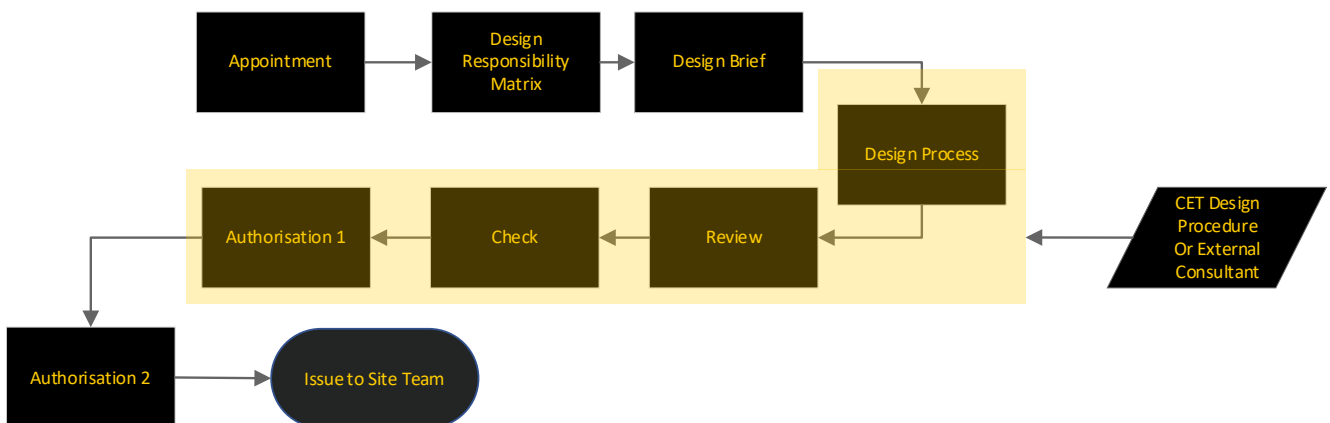 Appointment
Design
Responsibility
Matrix
Design Brief
Design Process
Authorisation 1
Check
Review
CET Design
Procedure
Or External
Consultant
Authorisation 2
Issue to Site Team